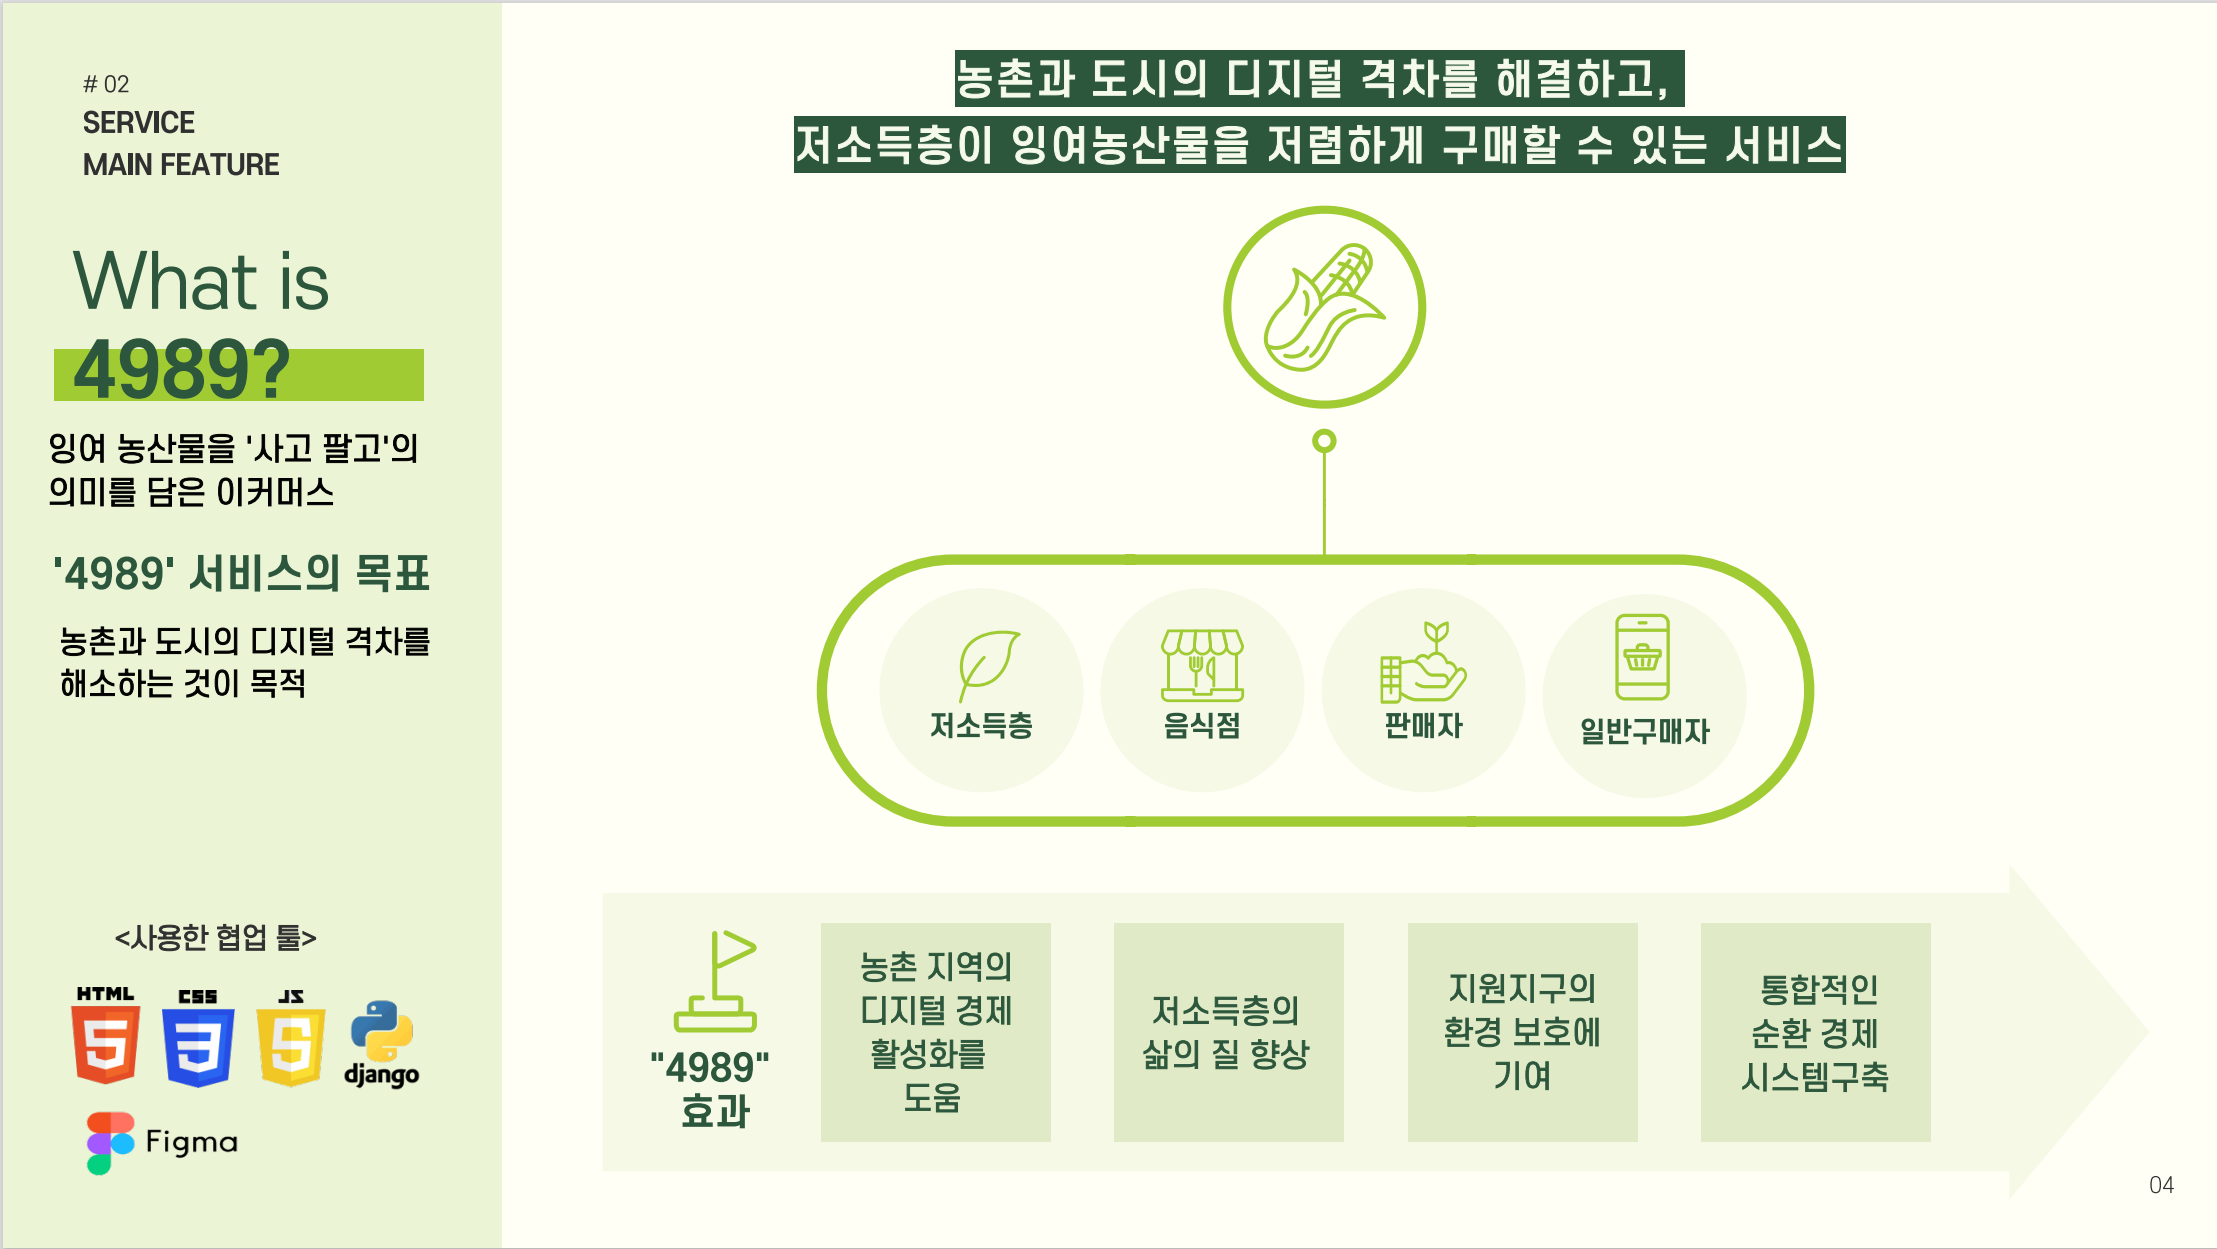 # 02
SERVICE
MAIN FEATURE
What is
4989?
잉여 농산물을 '사고 팔고'의
의미를 담은 이커머스
'4989' 서비스의 목표
농촌과 도시의 디지털 격차를
해소하는 것이 목적
<사용한 협업 툴>
HTML
CSS
JS
django
Figma
농촌과 도시의 디지털 격차를 해결하고,
저소득층이 잉여농산물을 저렴하게 구매할 수 있는 서비스
저소득층
음식점
판매자
일반구매자
"4989"
효과
농촌 지역의
디지털 경제
활성화를
도움
저소득층의
삶의 질 향상
지원지구의
환경 보호에
기여
통합적인
순환 경제
시스템구축
04